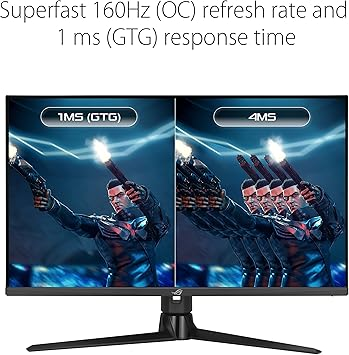 Superfast 160Hz (OC) refresh rate and
1 ms (GTG) response time
1MS (GTG)
4MS